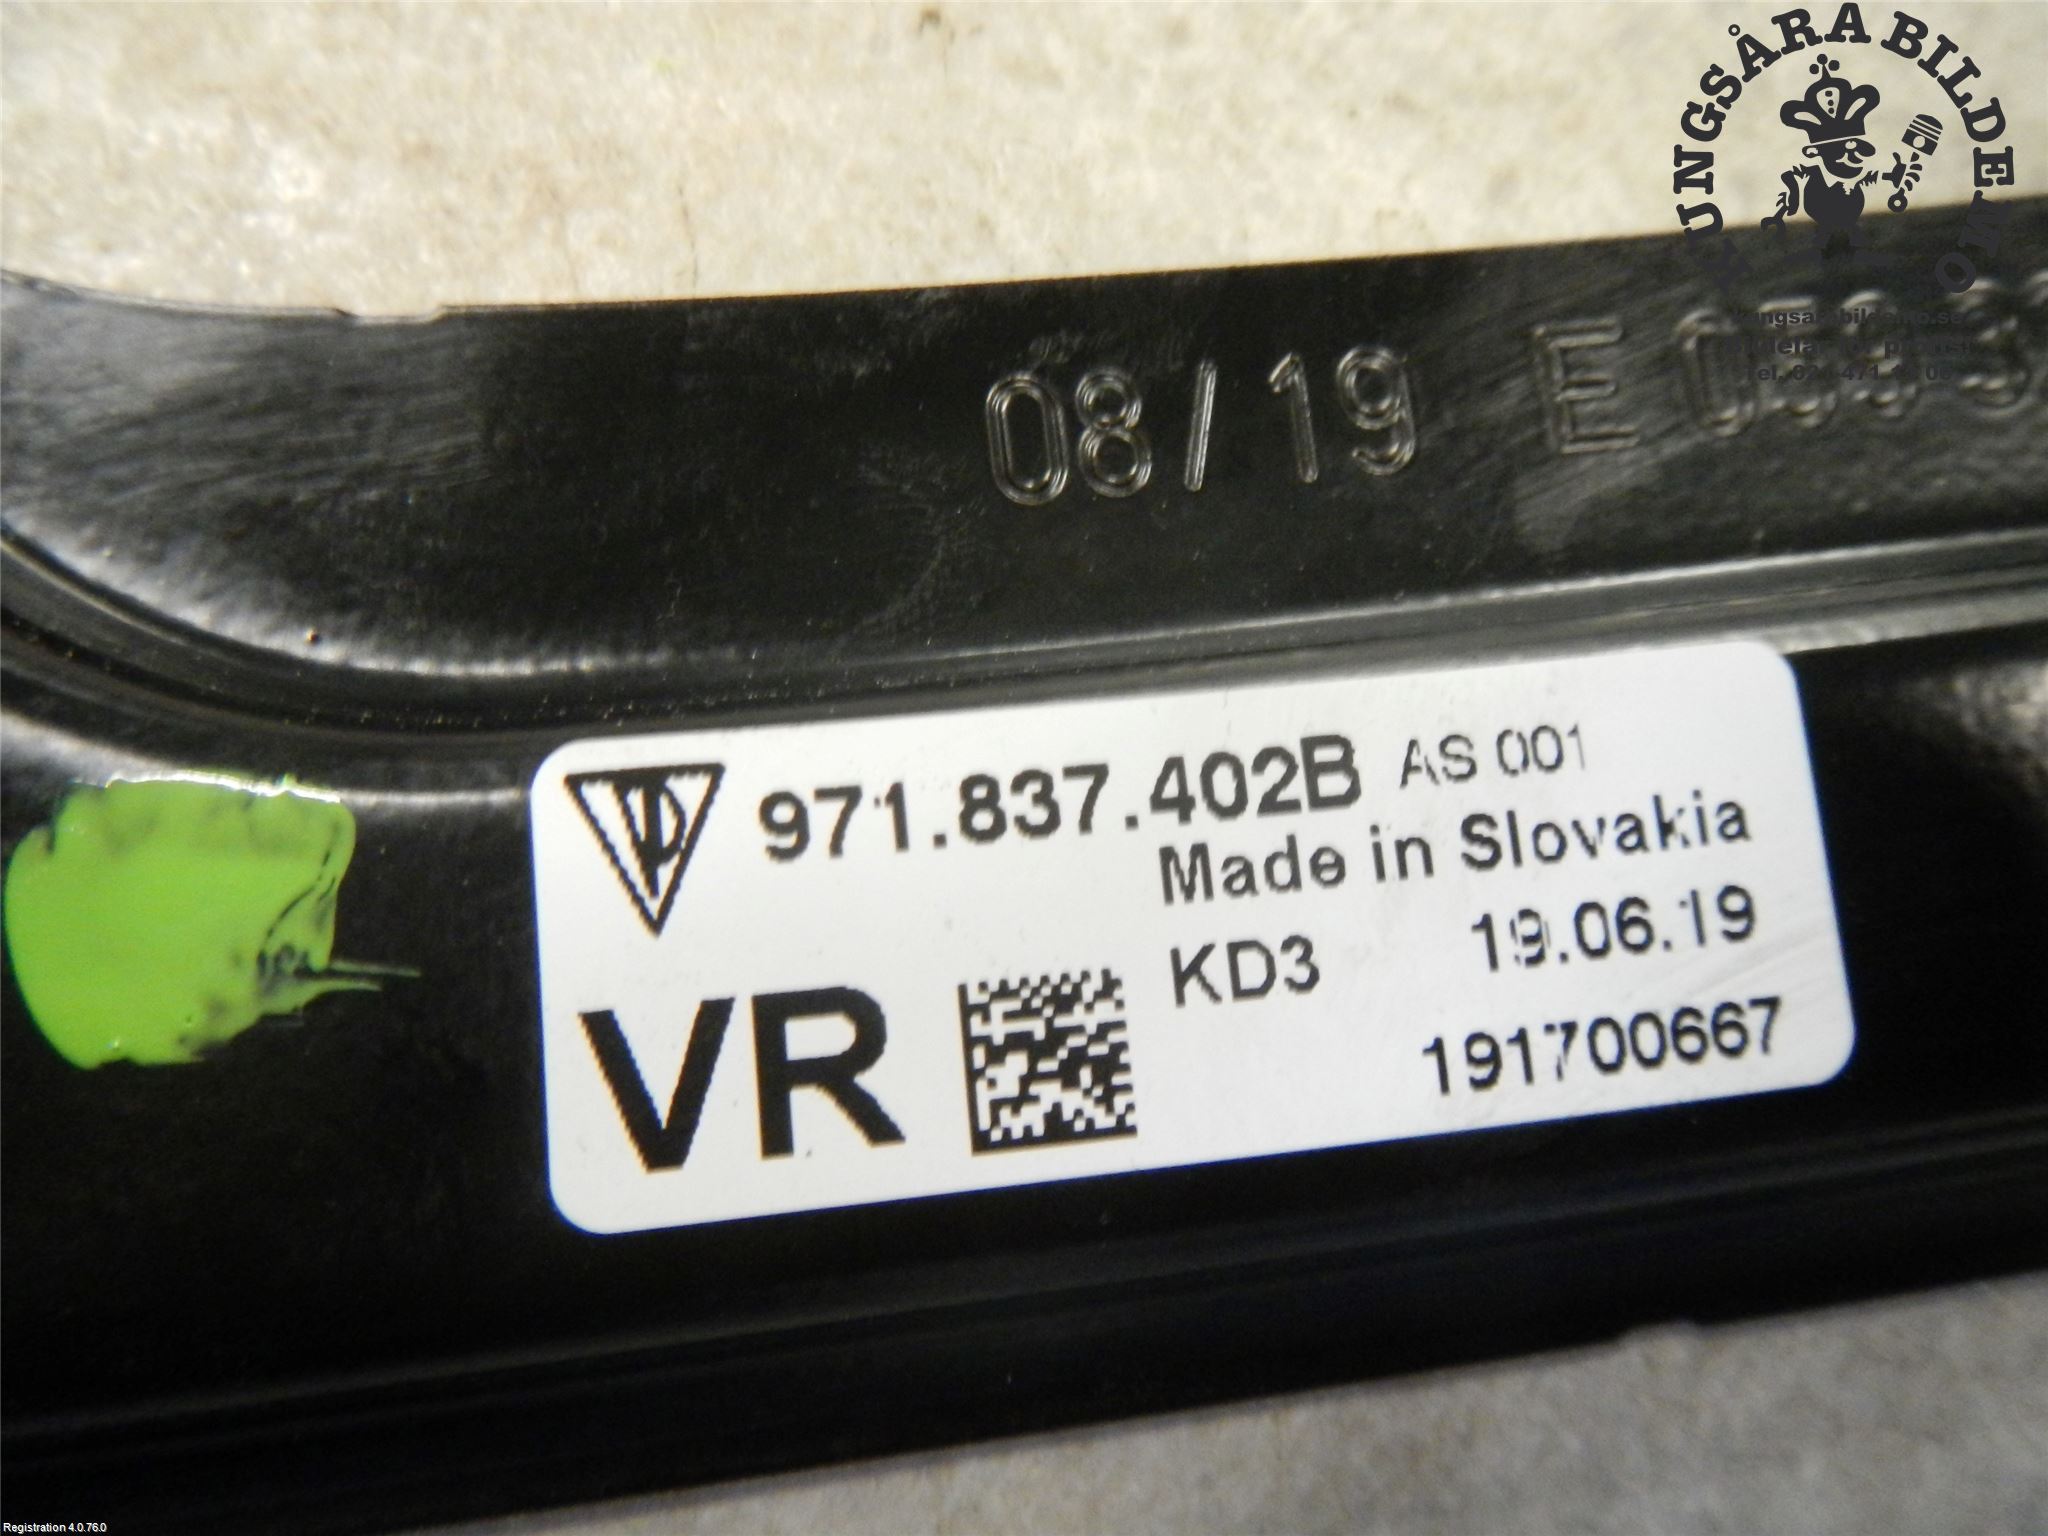 KUNGSÅRA BILDEMO
08/19 E
971.837.402B AS 001
Made in Slovakia
KD3 19.06.19
VR
191700667
Registration 4.0.76.0